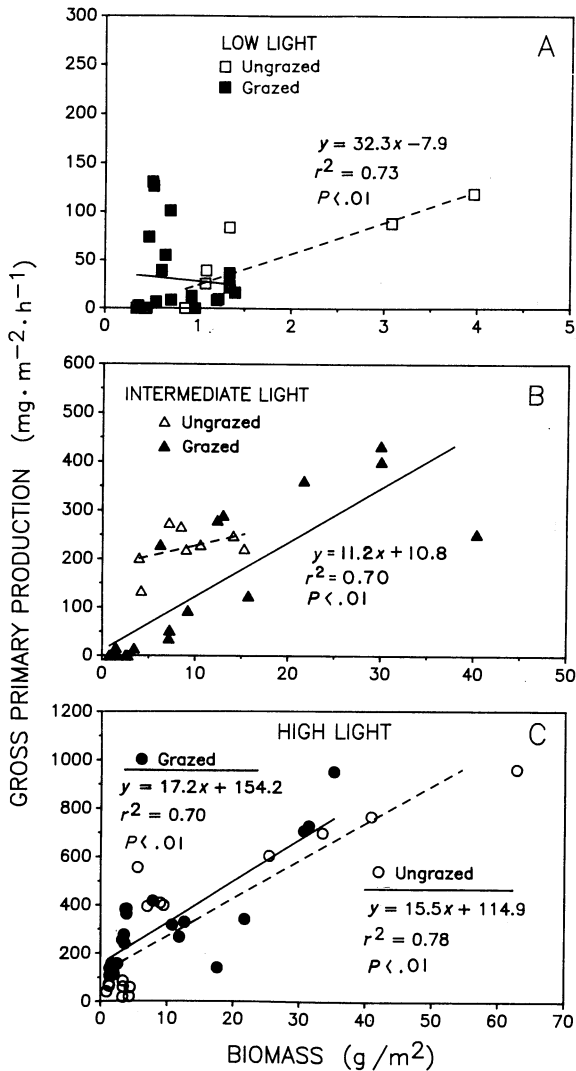 GROSS PRIMARY PRODUCTION (mg · m−2 · h−1)
300
250
200
150
100
50
0
LOW LIGHT
Ungrazed
Grazed
A
y = 32.3x −7.9
r2 = 0.73
P<.01
0 1 2 3 4 5
600
500
400
300
200
100
0
INTERMEDIATE LIGHT
Ungrazed
Grazed
B
y=11.2x+10.8
r2=0.70
P<.01
0 10 20 30 40 50
1200
1000
800
600
400
200
0
HIGH LIGHT
C
Grazed
y = 17.2x + 154.2
r2 = 0.70
P<.01
Ungrazed
y = 15.5x + 114.9
r2 = 0.78
P<.01
0 10 20 30 40 50 60 70
BIOMASS (g/m2)